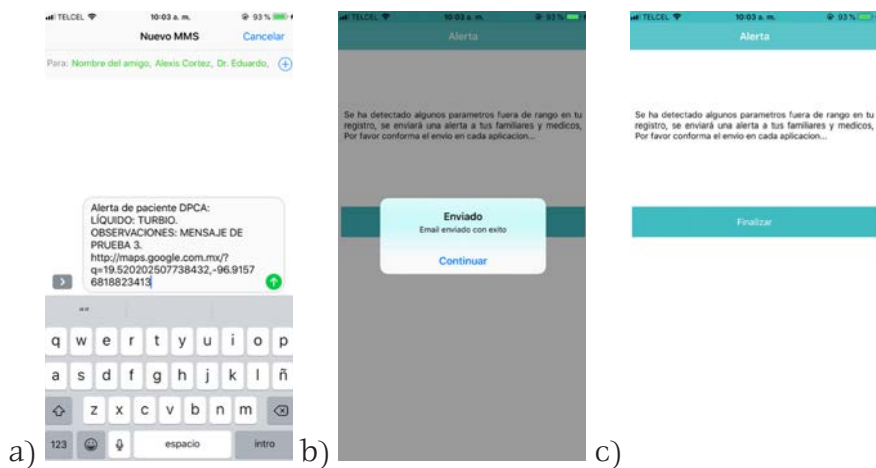 TELCEL 10:03 a. m. 93 %
Nuevo MMS Cancelar
Para: Nombre del amigo, Alexis Cortez, Dr. Eduardo,
Alerta de paciente DPCA:
LÍQUIDO: TURBIO.
OBSERVACIONES: MENSAJE DE
PRUEBA 3.
http://maps.google.com.mx/?
q=19.520202507738432,-96.9157
6818823413
q w e r t y u i o p
a s d f g h j k l ñ
z x c v b n m
123 espacio intro
a)
TELCEL 10:03 a. m. 93 %
Alerta
Se ha detectado algunos parametros fuera de rango en tu
registro, se enviará una alerta a tus familiares y medicos,
Por favor conforma el envio en cada aplicacion...
Enviado
Email enviado con exito
Continuar
b)
TELCEL 10:03 a. m. 93 %
Alerta
Se ha detectado algunos parametros fuera de rango en tu
registro, se enviará una alerta a tus familiares y medicos,
Por favor conforma el envio en cada aplicacion...
Finalizar
c)